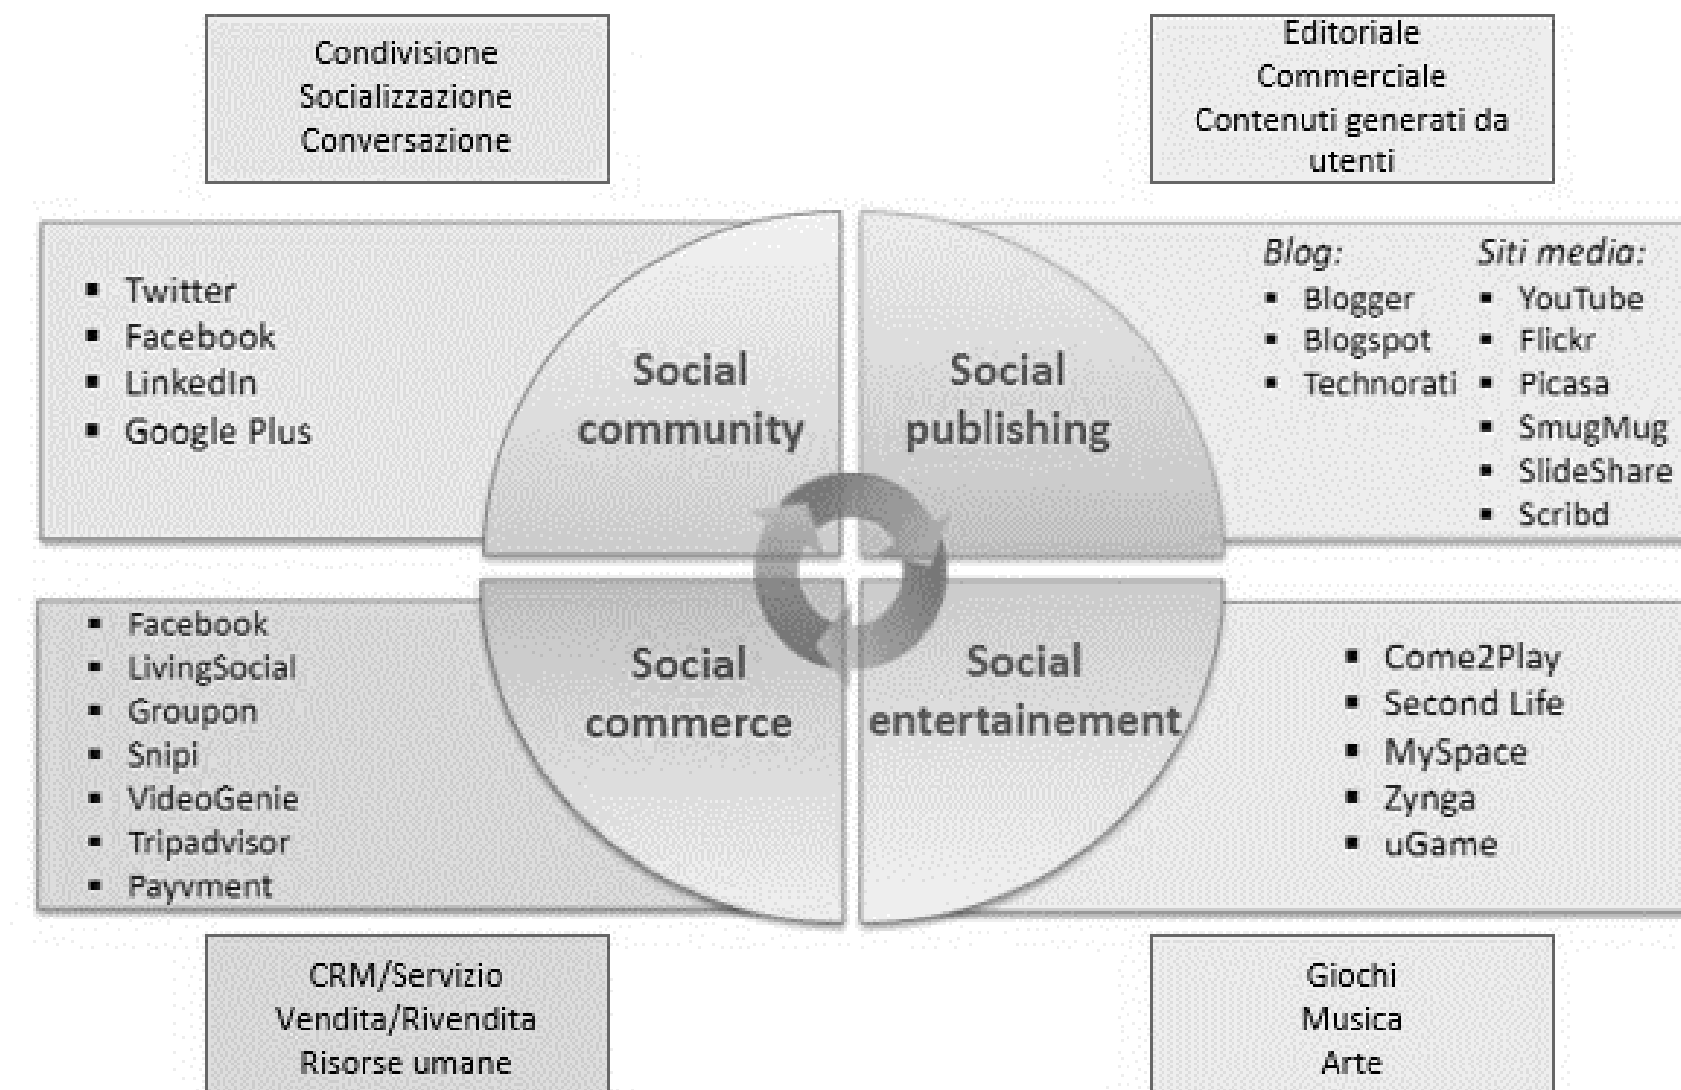 Condivisione
Socializzazione
Conversazione
Editoriale
Commerciale
Contenuti generati da
utenti
▪ Twitter
▪ Facebook
▪ LinkedIn
▪ Google Plus
Social
community
Social
publishing
Blog:
▪ Blogger
▪ Blogspot
▪ Technorati
Siti media:
▪ YouTube
▪ Flickr
▪ Picasa
▪ SmugMug
▪ SlideShare
▪ Scribd
▪ Facebook
▪ LivingSocial
▪ Groupon
▪ Snipi
▪ VideoGenie
▪ Tripadvisor
▪ Payvment
Social
commerce
Social
entertainement
▪ Come2Play
▪ Second Life
▪ MySpace
▪ Zynga
▪ uGame
CRM/Servizio
Vendita/Rivendita
Risorse umane
Giochi
Musica
Arte